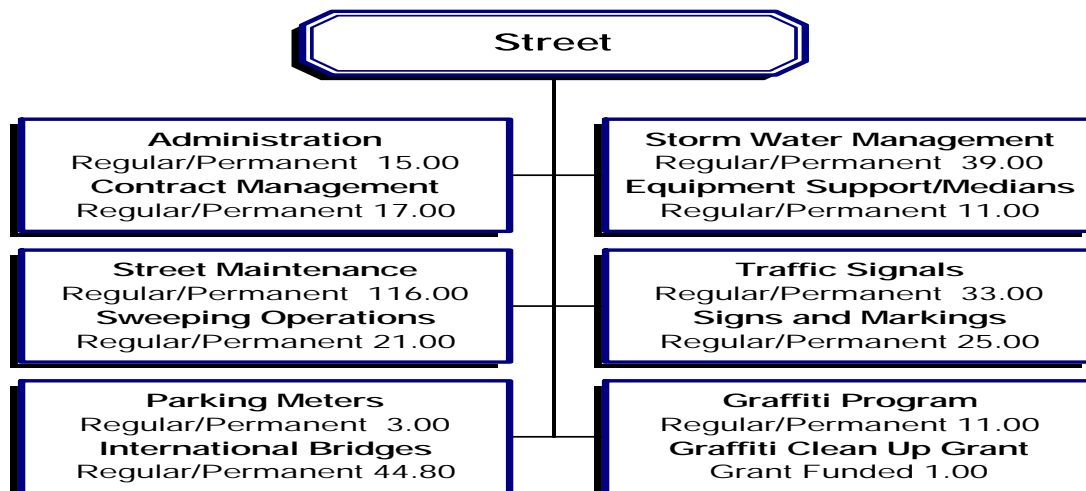 Street
Administration
Regular/Permanent 15.00
Contract Management
Regular/Permanent 17.00
Storm Water Management
Regular/Permanent 39.00
Equipment Support/Medians
Regular/Permanent 11.00
Street Maintenance
Regular/Permanent 116.00
Sweeping Operations
Regular/Permanent 21.00
Traffic Signals
Regular/Permanent 33.00
Signs and Markings
Regular/Permanent 25.00
Parking Meters
Regular/Permanent 3.00
International Bridges
Regular/Permanent 44.80
Graffiti Program
Regular/Permanent 11.00
Graffiti Clean Up Grant
Grant Funded 1.00